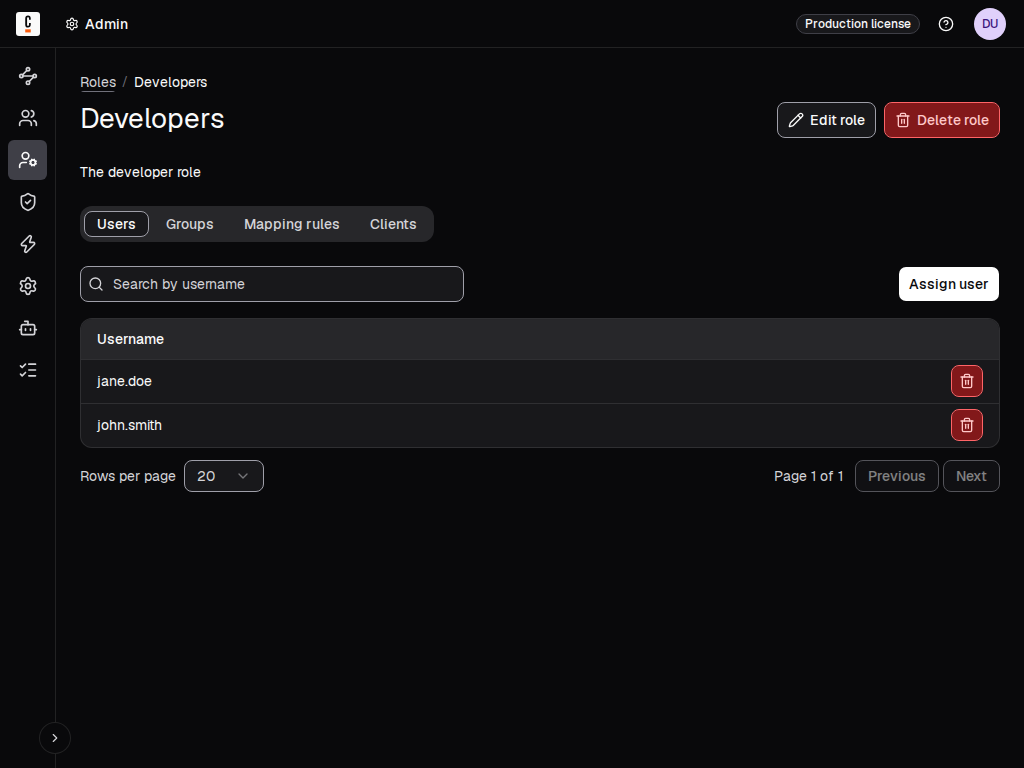 C Admin Production license DU
Roles / Developers
Developers
Edit role Delete role
The developer role
Users Groups Mapping rules Clients
Search by username Assign user
Username
jane.doe
john.smith
Rows per page 20 Page 1 of 1 Previous Next